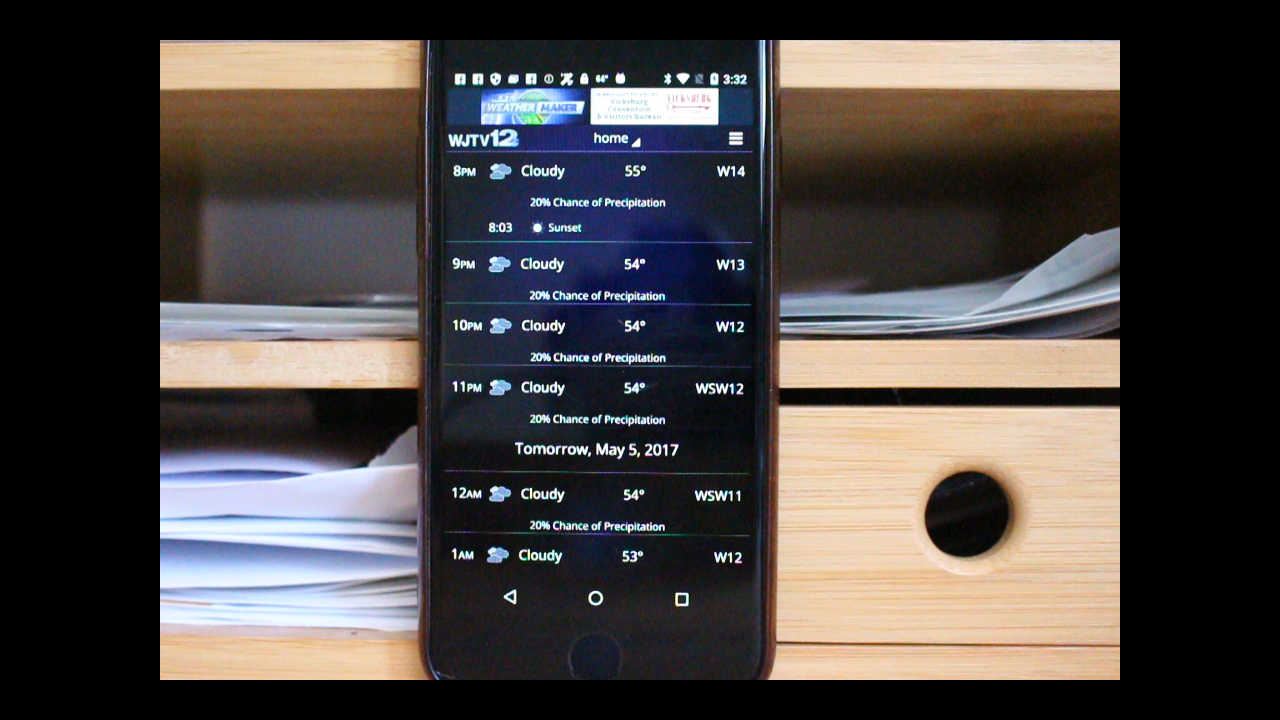 64° 3:32
WEATHER MAKER
Vicksburg
Convention
& Visitors Bureau
VICKSBURG
WJTV12 home
8PM Cloudy 55° W14
20% Chance of Precipitation
8:03 Sunset
9PM Cloudy 54° W13
20% Chance of Precipitation
10PM Cloudy 54° W12
20% Chance of Precipitation
11PM Cloudy 54° WSW12
20% Chance of Precipitation
Tomorrow, May 5, 2017
12AM Cloudy 54° WSW11
20% Chance of Precipitation
1AM Cloudy 53° W12